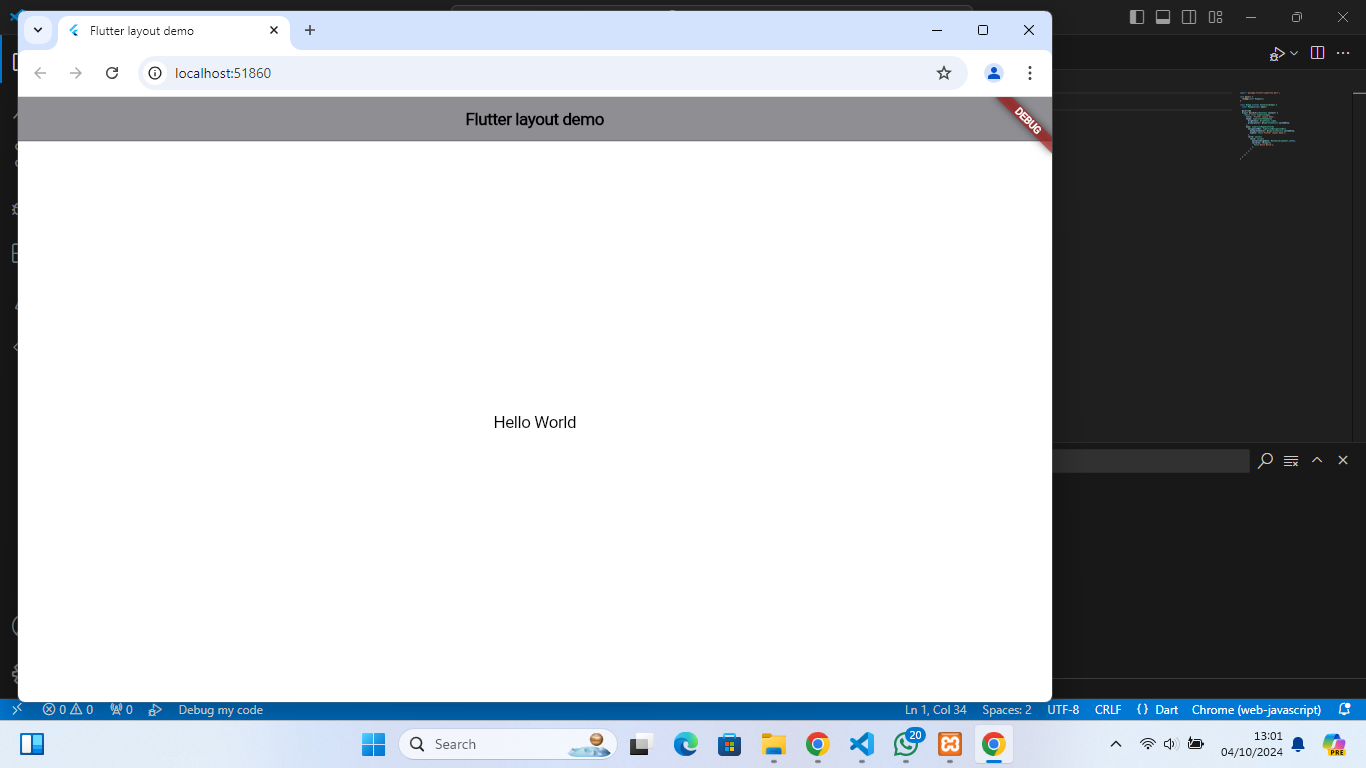 Flutter layout demo
localhost:51860
Flutter layout demo
DEBUG
Hello World
0 0 0 Debug my code Ln 1, Col 34 Spaces: 2 UTF-8 CRLF {} Dart Chrome (web-javascript)
Search
20
13:01
04/10/2024
PRE